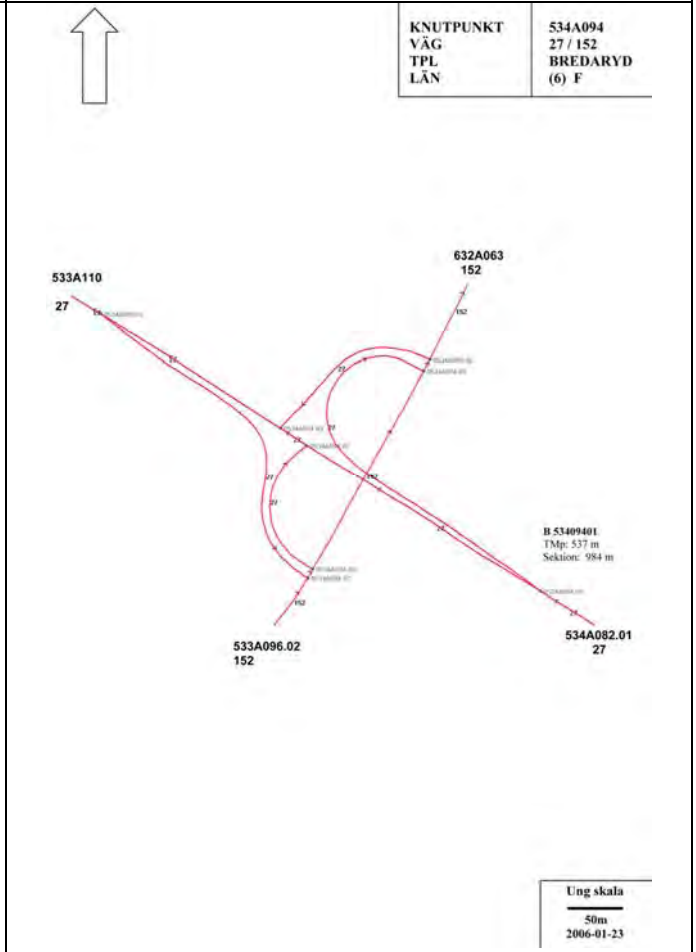 KNUTPUNKT 534A094
VÄG 27 / 152
TPL BREDARYD
LÄN (6) F
632A063
152
533A110
27
152
27
27
27
27
152
27
27
27
B 53409401
TMp: 537 m
Sektion: 984 m
27
152
534A082.01
27
533A096.02
152
Ung skala
50m
2006-01-23